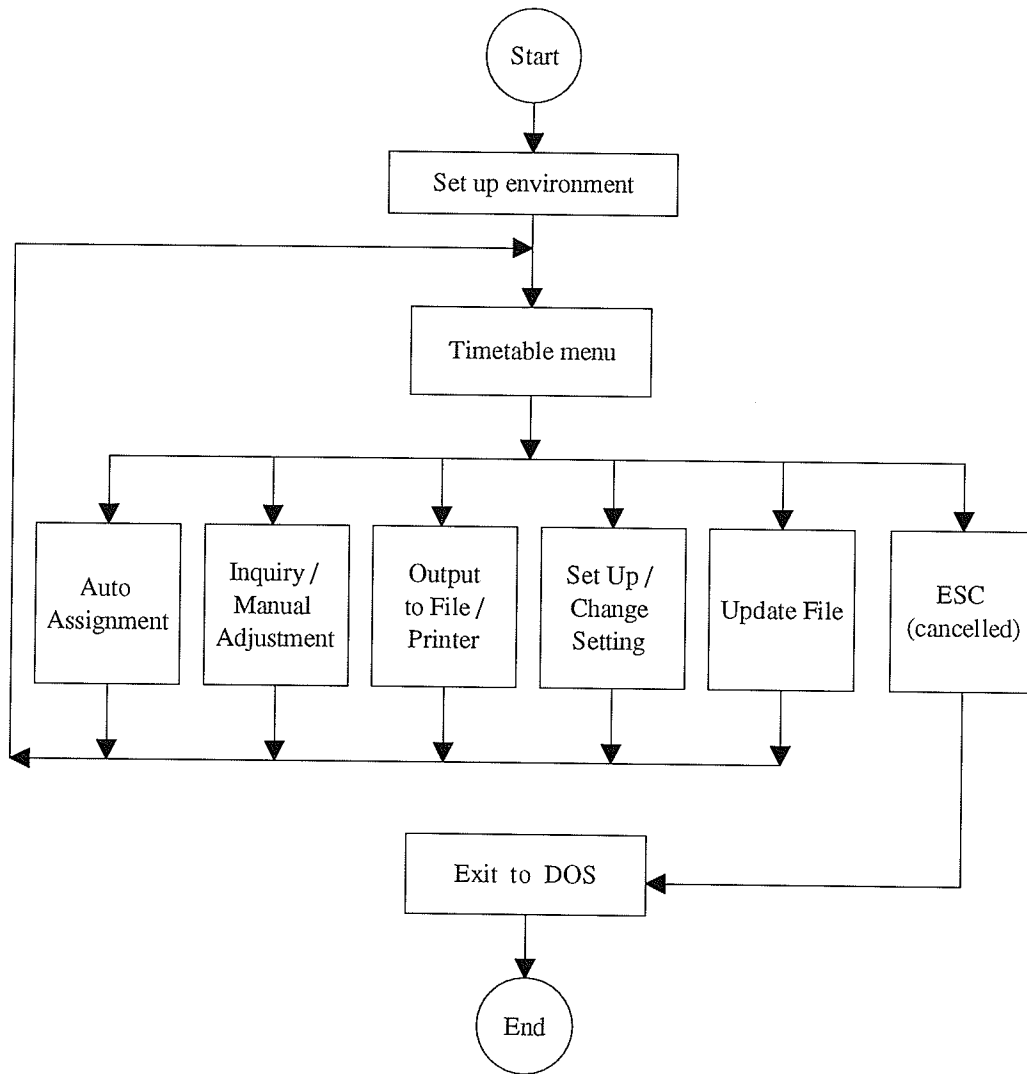 Start
Set up environment
Timetable menu
Auto
Assignment
Inquiry /
Manual
Adjustment
Output
to File /
Printer
Set Up /
Change
Setting
Update File
ESC
(cancelled)
Exit to DOS
End